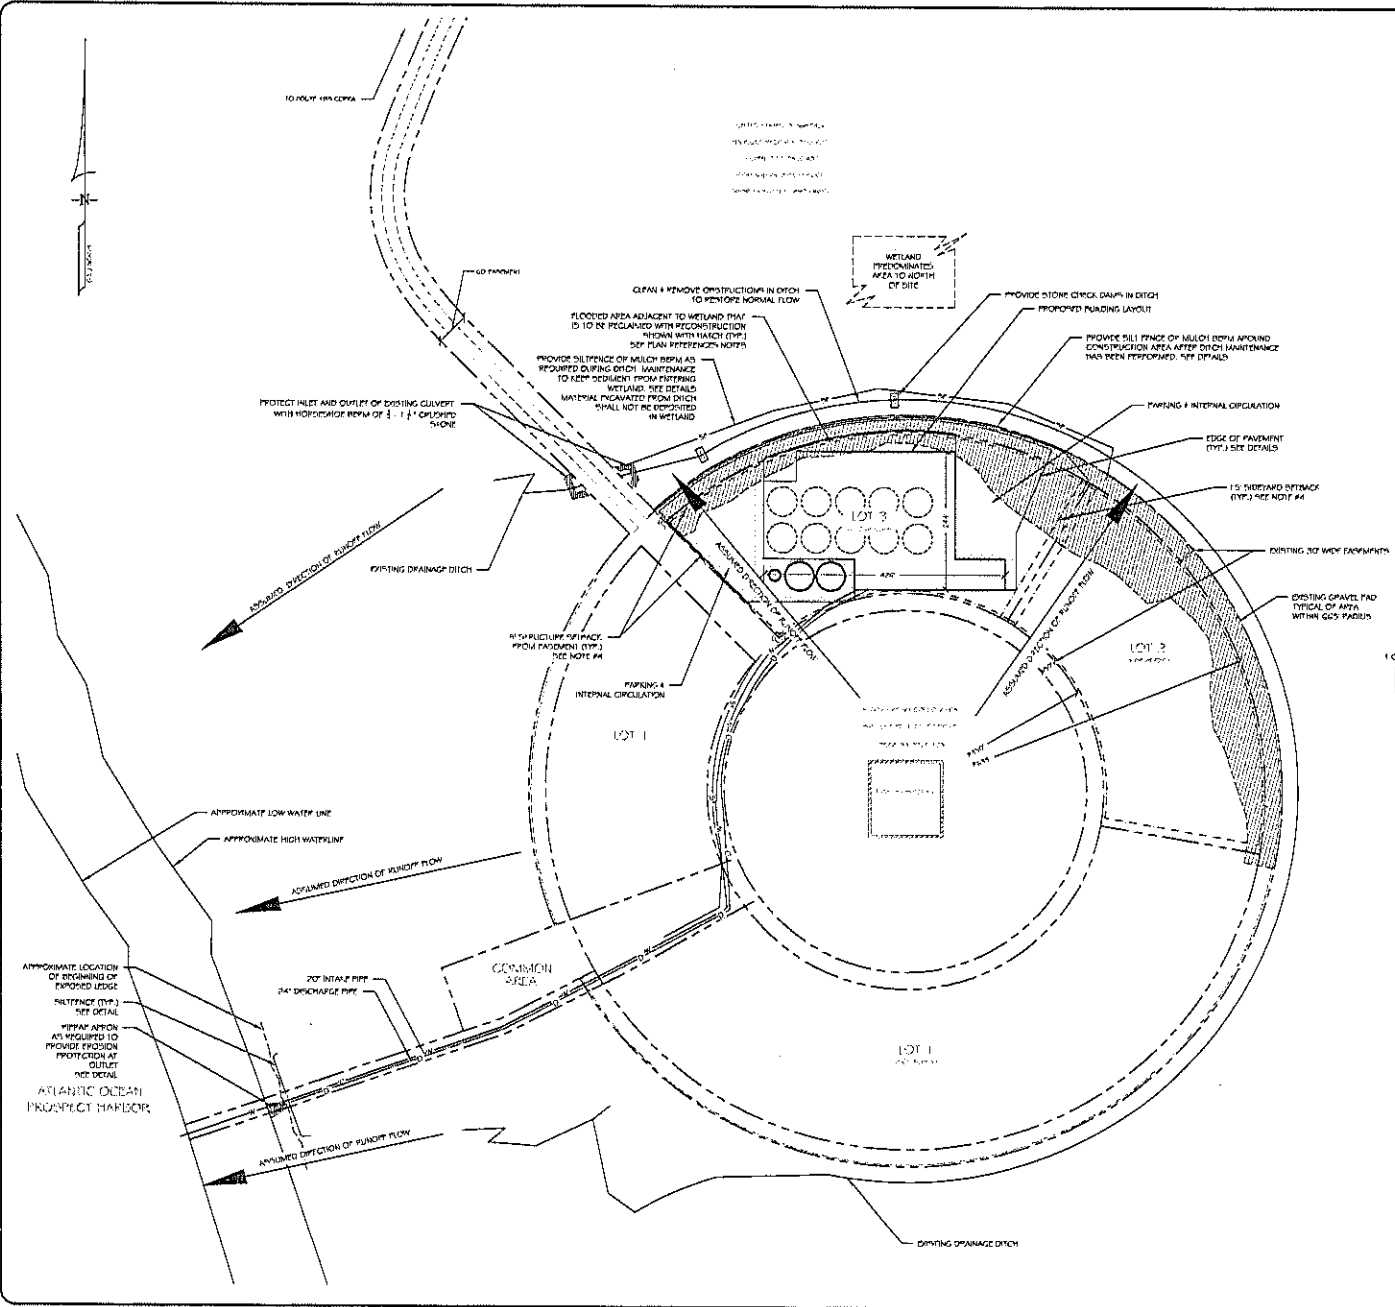 N
WETLAND
PREDOMINATES
AREA TO NORTH
OF SITE
60' EASEMENT
CLEAN & REMOVE OBSTRUCTIONS IN DITCH
TO RESTORE NORMAL FLOW
PROVIDE STONE CHECK DAMS IN DITCH
PROPOSED BUILDING LAYOUT
FLOODED AREA ADJACENT TO WETLAND THAT
IS TO BE RECLAIMED WITH RECONSTRUCTION
SHOWN WITH HATCH (TYP.)
SEE PLAN REFERENCES NOTES
PROVIDE SILT FENCE OF MULCH BERM AROUND
CONSTRUCTION AREA AFTER DITCH MAINTENANCE
HAS BEEN PERFORMED. SEE DETAILS
PROVIDE SILTFENCE OF MULCH BERM AS
REQUIRED DURING DITCH MAINTENANCE
TO KEEP SEDIMENT FROM ENTERING
WETLAND. SEE DETAILS
MATERIAL EXCAVATED FROM DITCH
SHALL NOT BE DEPOSITED
IN WETLAND
PROTECT INLET AND OUTLET OF EXISTING CULVERT
WITH HORSESHOE BERM OF CRUSHED
STONE
PARKING & INTERNAL CIRCULATION
EDGE OF PAVEMENT
(TYP.) SEE DETAILS
15' SIDEYARD SETBACK
(TYP.) SEE NOTE #4
EXISTING 30' WIDE EASEMENTS
EXISTING GRAVEL PAD
TYPICAL OF AREA
WITHIN 665' RADIUS
LOT 3
244'
426'
ASSUMED DIRECTION OF RUNOFF FLOW
ASSUMED DIRECTION OF RUNOFF FLOW
ASSUMED DIRECTION OF RUNOFF FLOW
EXISTING DRAINAGE DITCH
STRUCTURE SETBACK
FROM EASEMENT (TYP.)
SEE NOTE #4
PARKING &
INTERNAL CIRCULATION
LOT 2
LOT 1
APPROXIMATE LOW WATER LINE
APPROXIMATE HIGH WATERLINE
ASSUMED DIRECTION OF RUNOFF FLOW
COMMON
AREA
20" INTAKE PIPE
24" DISCHARGE PIPE
APPROXIMATE LOCATION
OF BEGINNING OF
EXPOSED LEDGE
SILTFENCE (TYP.)
SEE DETAIL
RIPRAP APRON
AS REQUIRED TO
PROVIDE EROSION
PROTECTION AT
OUTLET
SEE DETAIL
ATLANTIC OCEAN
PROSPECT HARBOR
LOT 1
ASSUMED DIRECTION OF RUNOFF FLOW
EXISTING DRAINAGE DITCH